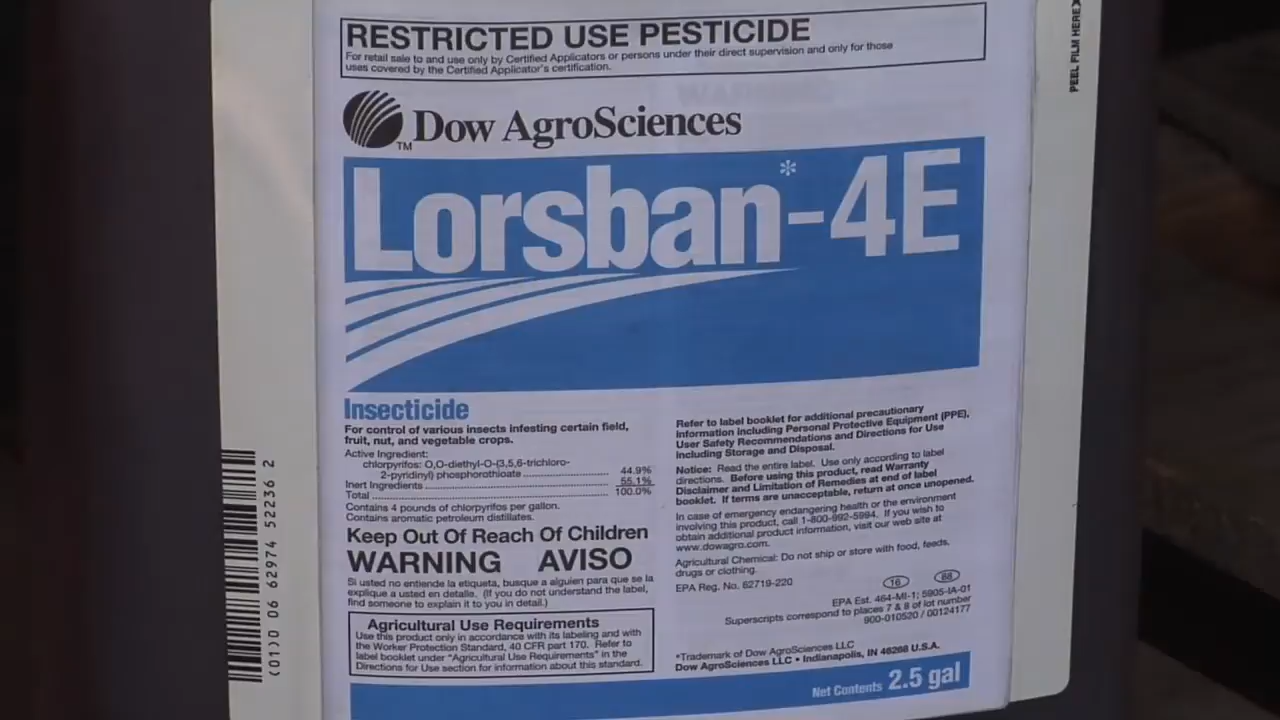 RESTRICTED USE PESTICIDE
For retail sale to and use only by Certified Applicators or persons under their direct supervision and only for those
uses covered by the Certified Applicator's certification.
PEEL FILM HERE
TM Dow AgroSciences
Lorsban*-4E
Insecticide
For control of various insects infesting certain field,
fruit, nut, and vegetable crops.
Active Ingredient:
chlorpyrifos: O,O-diethyl-O-(3,5,6-trichloro-
2-pyridinyl) phosphorothioate 44.9%
Inert Ingredients 55.1%
Total 100.0%
Contains 4 pounds of chlorpyrifos per gallon.
Contains aromatic petroleum distillates.
Keep Out Of Reach Of Children
WARNING AVISO
Si usted no entiende la etiqueta, busque a alguien para que se la
explique a usted en detalle. (If you do not understand the label,
find someone to explain it to you in detail.)
Agricultural Use Requirements
Use this product only in accordance with its labeling and with
the Worker Protection Standard, 40 CFR part 170. Refer to
label booklet under "Agricultural Use Requirements" in the
Directions for Use section for information about this standard.
Refer to label booklet for additional precautionary
information including Personal Protective Equipment (PPE),
User Safety Recommendations and Directions for Use
including Storage and Disposal.
Notice: Read the entire label. Use only according to label
directions. Before using this product, read Warranty
Disclaimer and Limitation of Remedies at end of label
booklet. If terms are unacceptable, return at once unopened.
In case of emergency endangering health or the environment
involving this product, call 1-800-992-5994. If you wish to
obtain additional product information, visit our web site at
www.dowagro.com.
Agricultural Chemical: Do not ship or store with food, feeds,
drugs or clothing.
EPA Reg. No. 62719-220
16 88
EPA Est. 464-MI-1; 5905-IA-01
Superscripts correspond to places 7 & 8 of lot number
900-010520 / 00124177
*Trademark of Dow AgroSciences LLC
Dow AgroSciences LLC • Indianapolis, IN 46268 U.S.A.
Net Contents 2.5 gal
(01)0 06 62974 52236 2